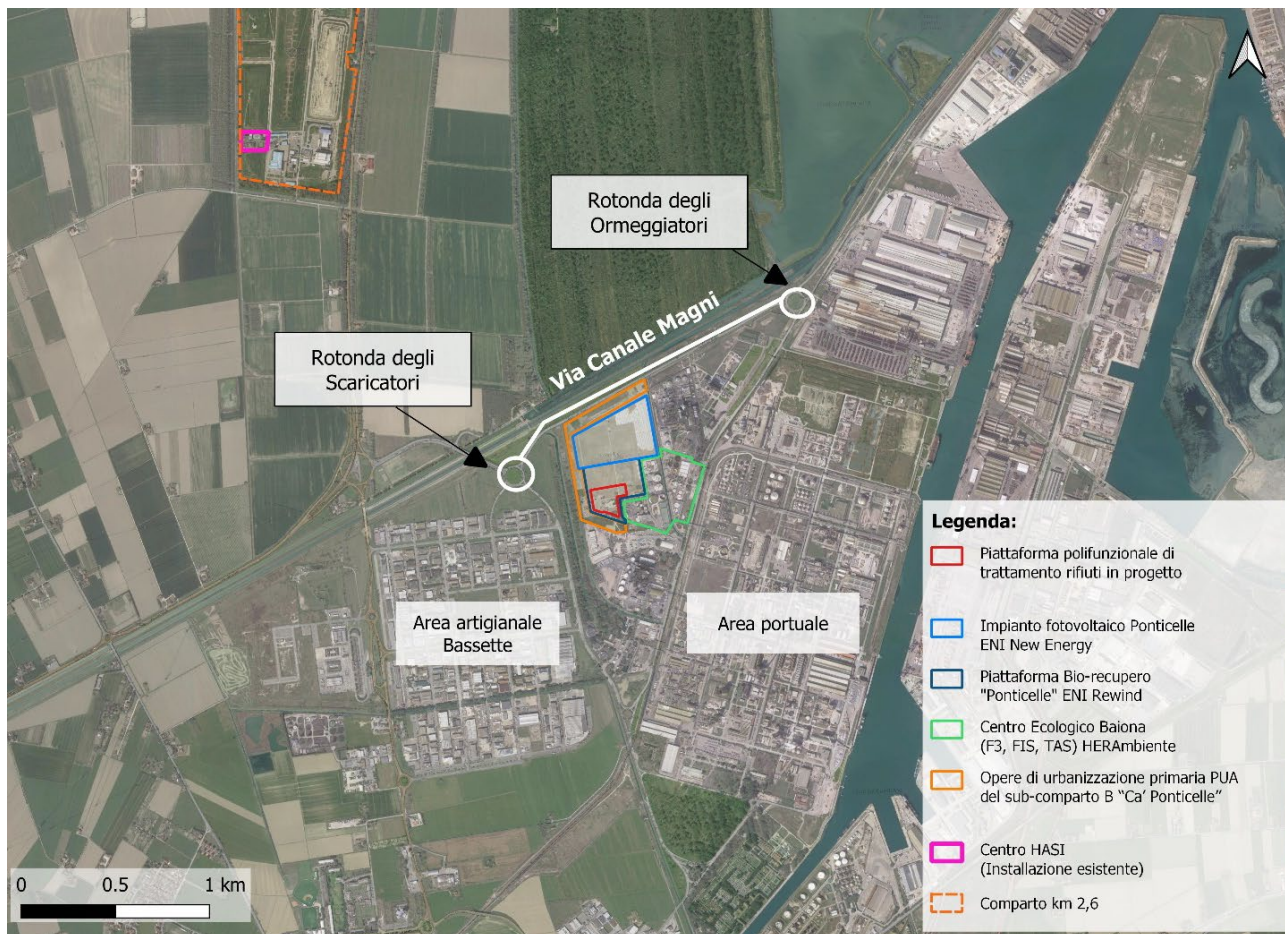 Rotonda degli
Ormeggiatori
Via Canale Magni
Rotonda degli
Scaricatori
Area artigianale
Bassette
Area portuale
Legenda:
Piattaforma polifunzionale di
trattamento rifiuti in progetto
Impianto fotovoltaico Ponticelle
ENI New Energy
Piattaforma Bio-recupero
"Ponticelle" ENI Rewind
Centro Ecologico Baiona
(F3, FIS, TAS) HERAmbiente
Opere di urbanizzazione primaria PUA
del sub-comparto B “Ca’ Ponticelle”
Centro HASI
(Installazione esistente)
Comparto km 2,6
0 0.5 1 km